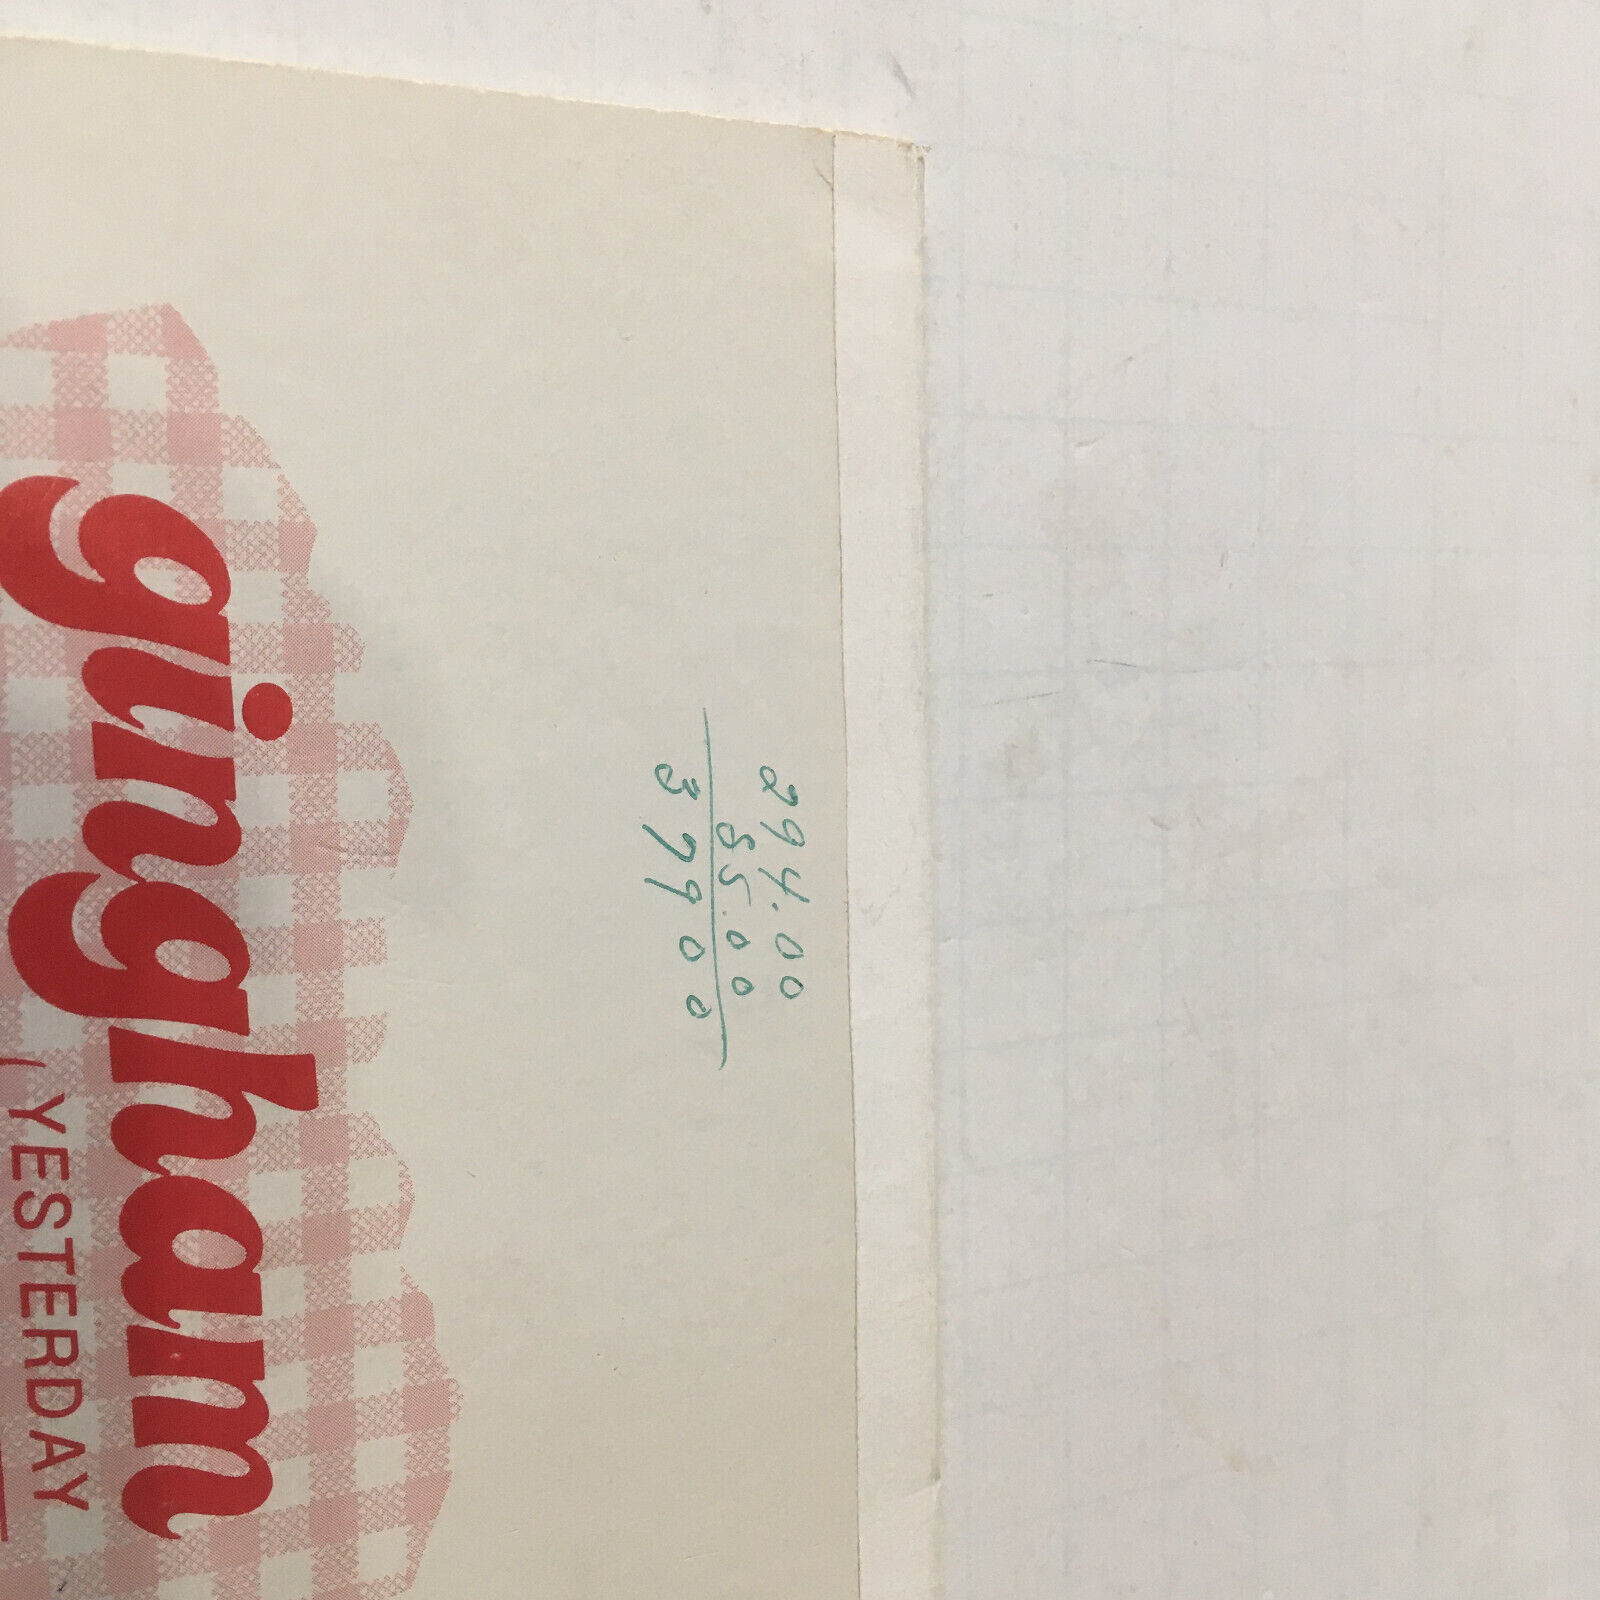 294.00
85.00
379 00
gingham
( YESTERDAY